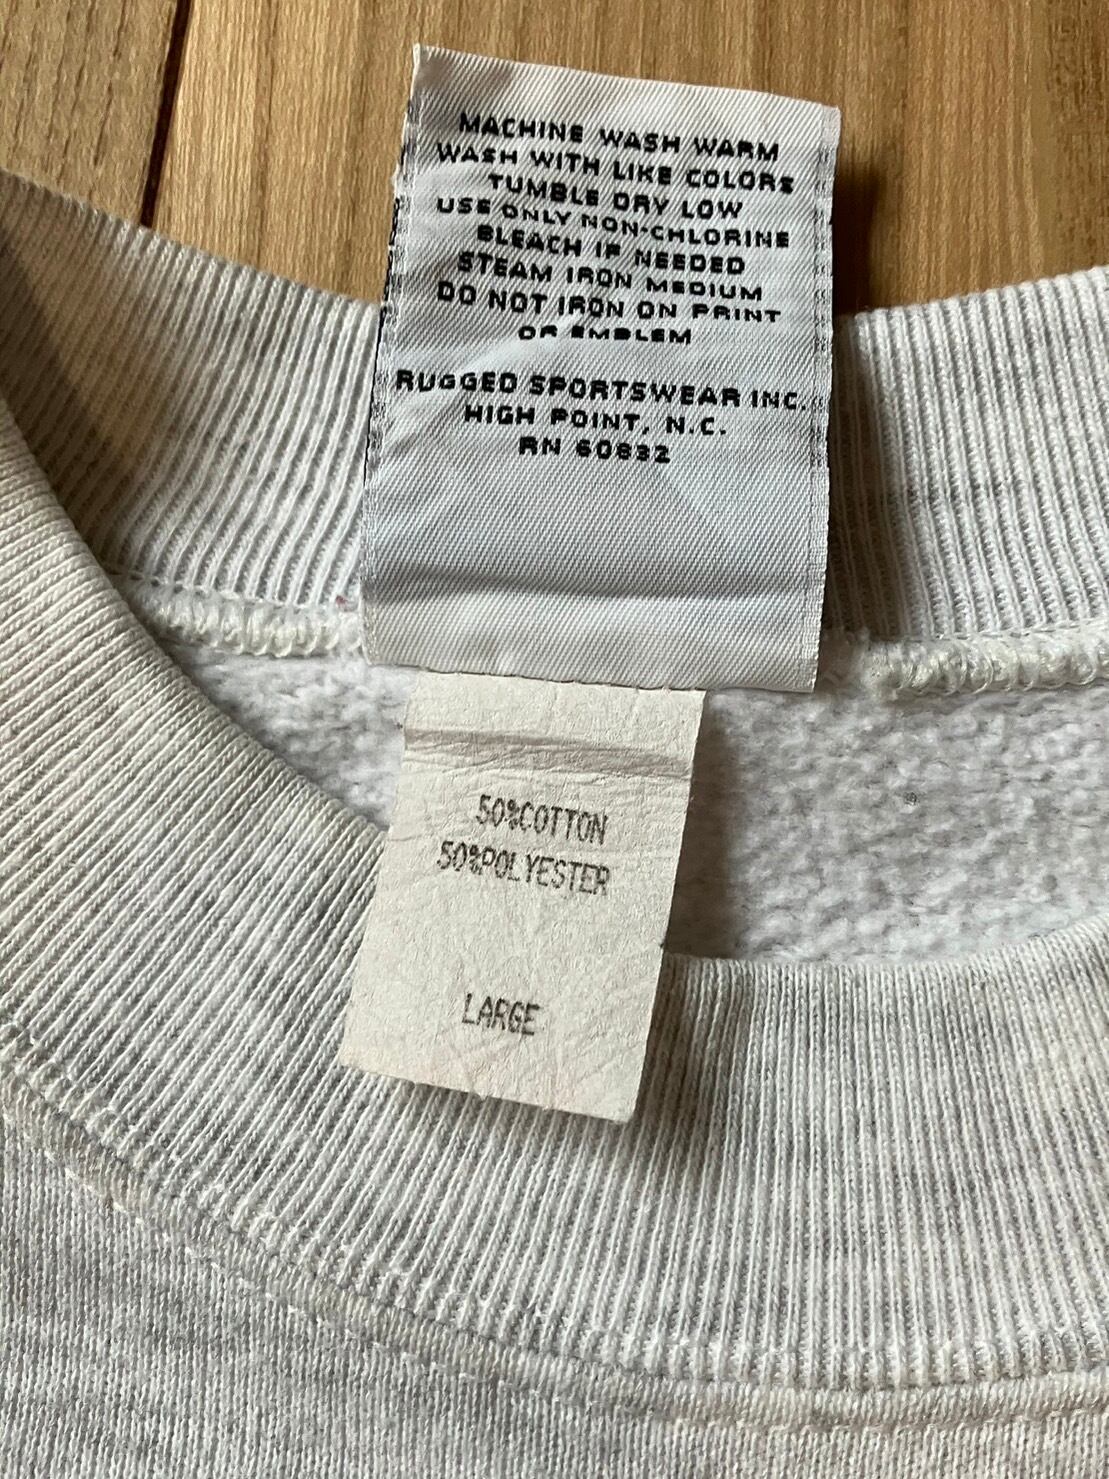 MACHINE WASH WARM
WASH WITH LIKE COLORS
TUMBLE DRY LOW
USE ONLY NON-CHLORINE
BLEACH IF NEEDED
STEAM IRON MEDIUM
DO NOT IRON ON PRINT
OR EMBLEM
RUGGED SPORTSWEAR INC.
HIGH POINT, N.C.
RN 60832
50%COTTON
50%POLYESTER
LARGE